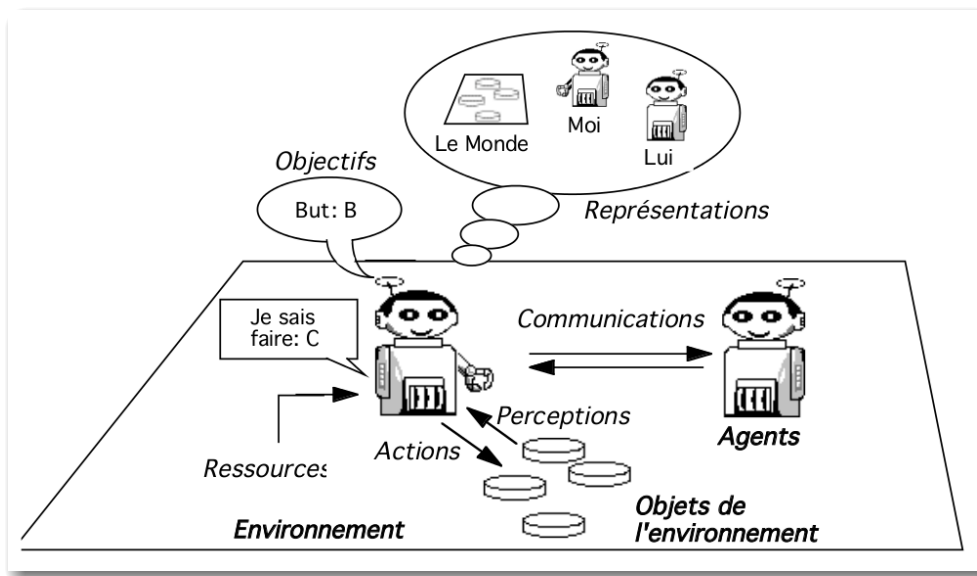 Le Monde
Moi
Lui
Objectifs
But: B
Représentations
Je sais
faire: C
Communications
Perceptions
Agents
Actions
Ressources
Objets de
l'environnement
Environnement